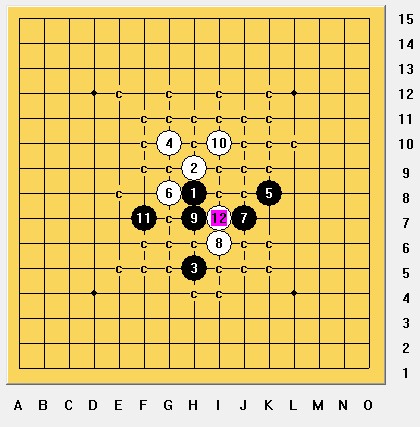 15
14
13
c c c c 12
c c c c c c 11
c 4 c 10 c c c 10
c c 2 c c c 9
c 6 1 c c 5 8
11 c 9 12 7 7
c c c 8 c c 6
c c c 3 c c c 5
c c 4
3
2
1
A B C D E F G H I J K L M N O